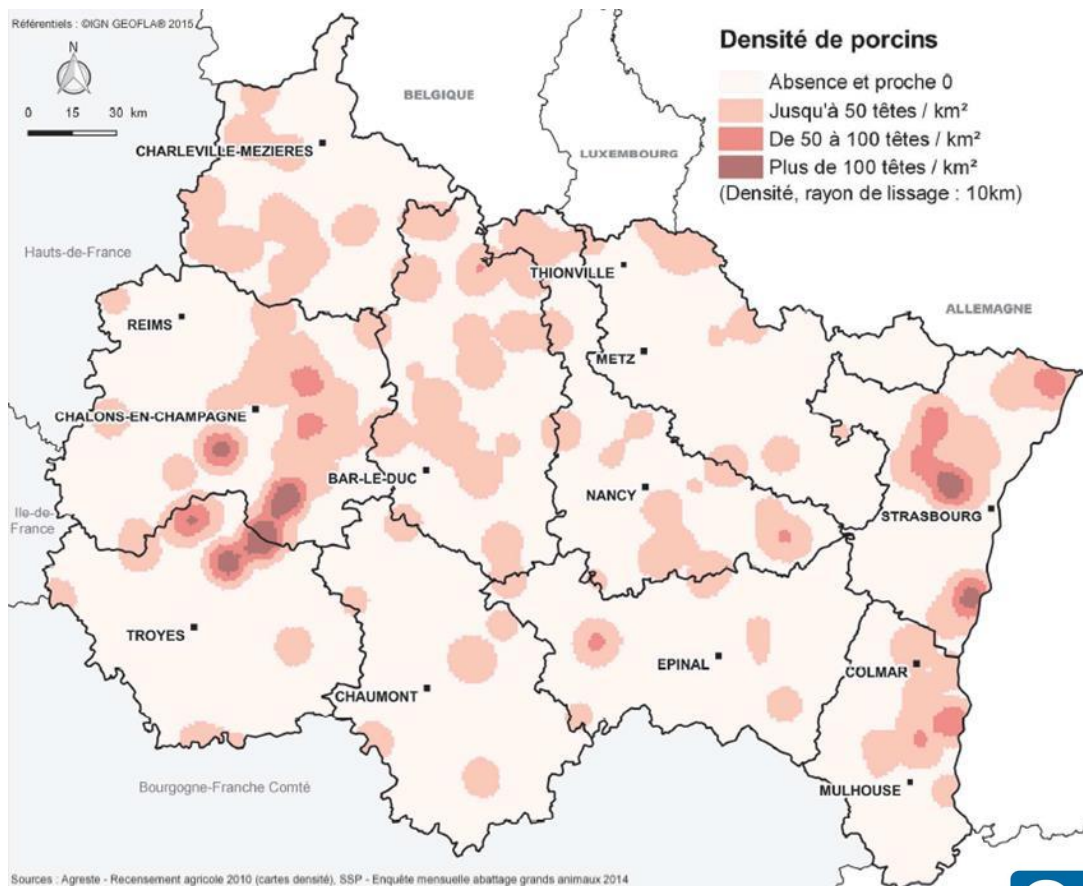 Référentiels : ©IGN GEOFLA® 2015
N
0 15 30 km
Densité de porcins
Absence et proche 0
Jusqu'à 50 têtes / km²
De 50 à 100 têtes / km²
Plus de 100 têtes / km²
(Densité, rayon de lissage : 10km)
BELGIQUE
LUXEMBOURG
CHARLEVILLE-MEZIERES
Hauts-de-France
THIONVILLE
ALLEMAGNE
REIMS
METZ
CHALONS-EN-CHAMPAGNE
BAR-LE-DUC
NANCY
Ile-de-
France
STRASBOURG
TROYES
EPINAL
COLMAR
CHAUMONT
Bourgogne-Franche Comté
MULHOUSE
Sources : Agreste - Recensement agricole 2010 (cartes densité), SSP - Enquête mensuelle abattage grands animaux 2014